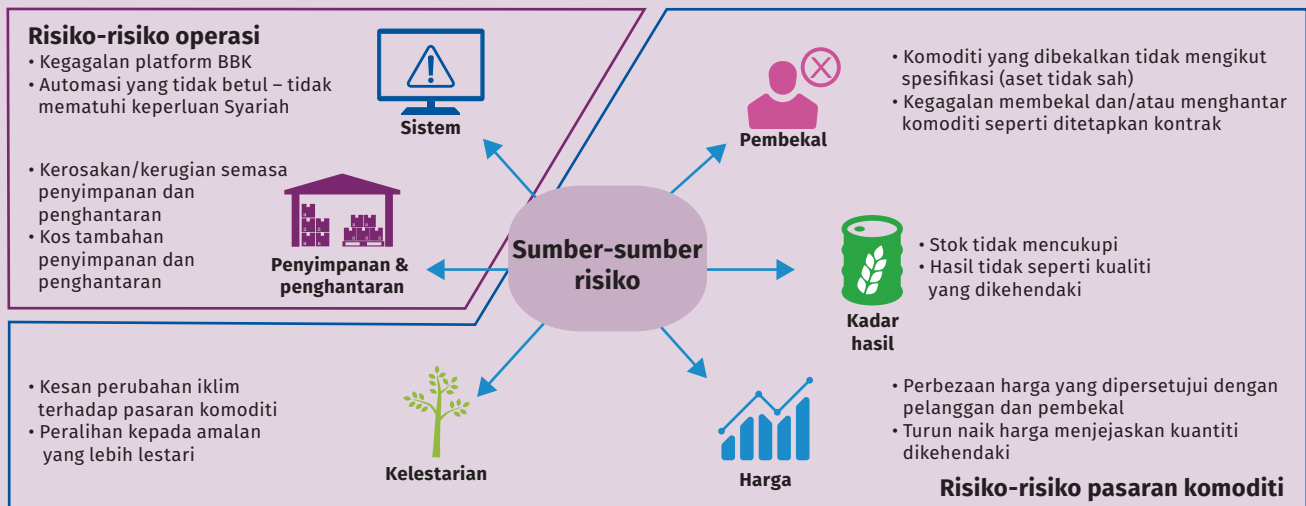 Risiko-risiko operasi
• Kegagalan platform BBK
• Automasi yang tidak betul – tidak
mematuhi keperluan Syariah
Sistem
• Kerosakan/kerugian semasa
penyimpanan dan
penghantaran
• Kos tambahan
penyimpanan dan
penghantaran
Penyimpanan &
penghantaran
Sumber-sumber
risiko
Pembekal
• Komoditi yang dibekalkan tidak mengikut
spesifikasi (aset tidak sah)
• Kegagalan membekal dan/atau menghantar
komoditi seperti ditetapkan kontrak
Kadar
hasil
• Stok tidak mencukupi
• Hasil tidak seperti kualiti
yang dikehendaki
• Kesan perubahan iklim
terhadap pasaran komoditi
• Peralihan kepada amalan
yang lebih lestari
Kelestarian
Harga
• Perbezaan harga yang dipersetujui dengan
pelanggan dan pembekal
• Turun naik harga menjejaskan kuantiti
dikehendaki
Risiko-risiko pasaran komoditi